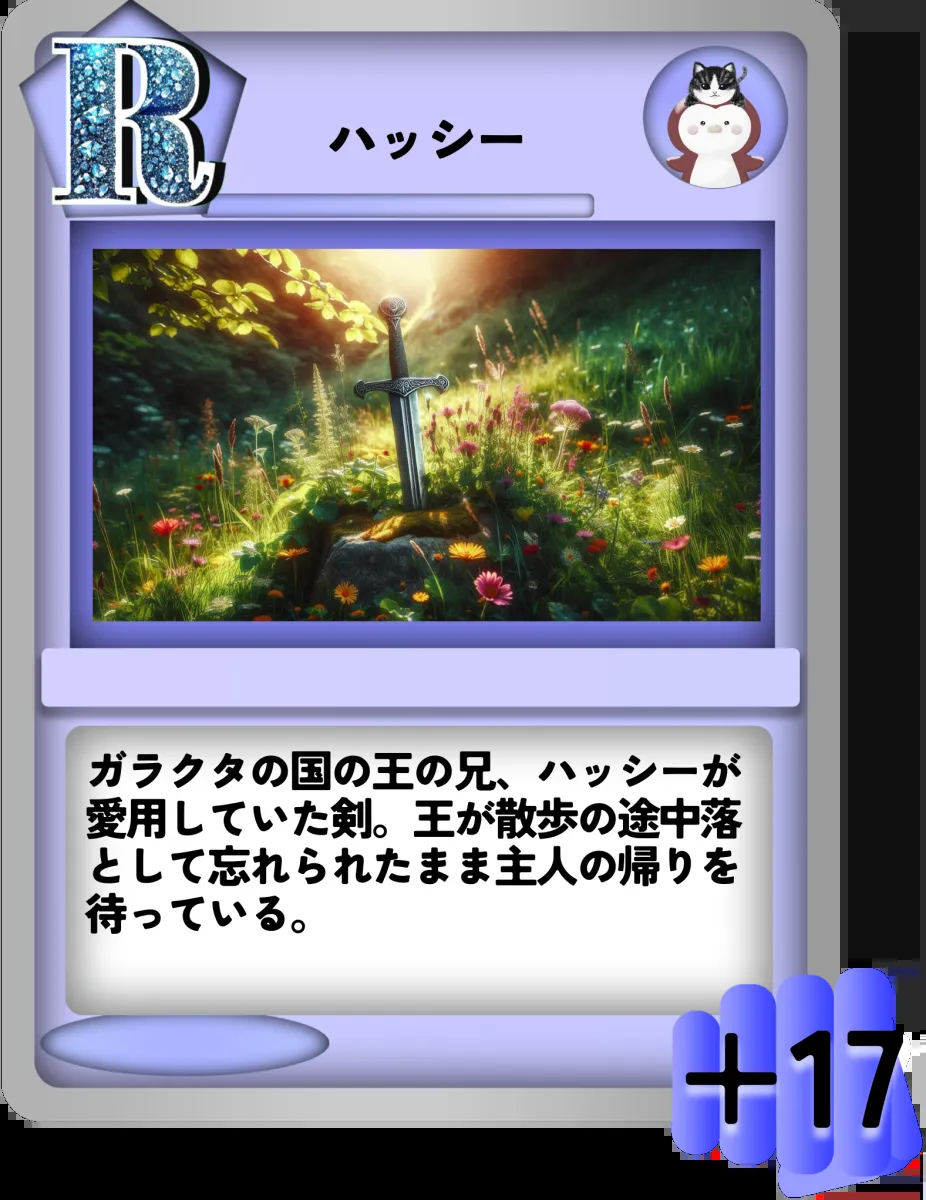 R
ハッシー
ガラクタの国の王の兄、ハッシーが
愛用していた剣。王が散歩の途中落
として忘れられたまま主人の帰りを
待っている。
+17